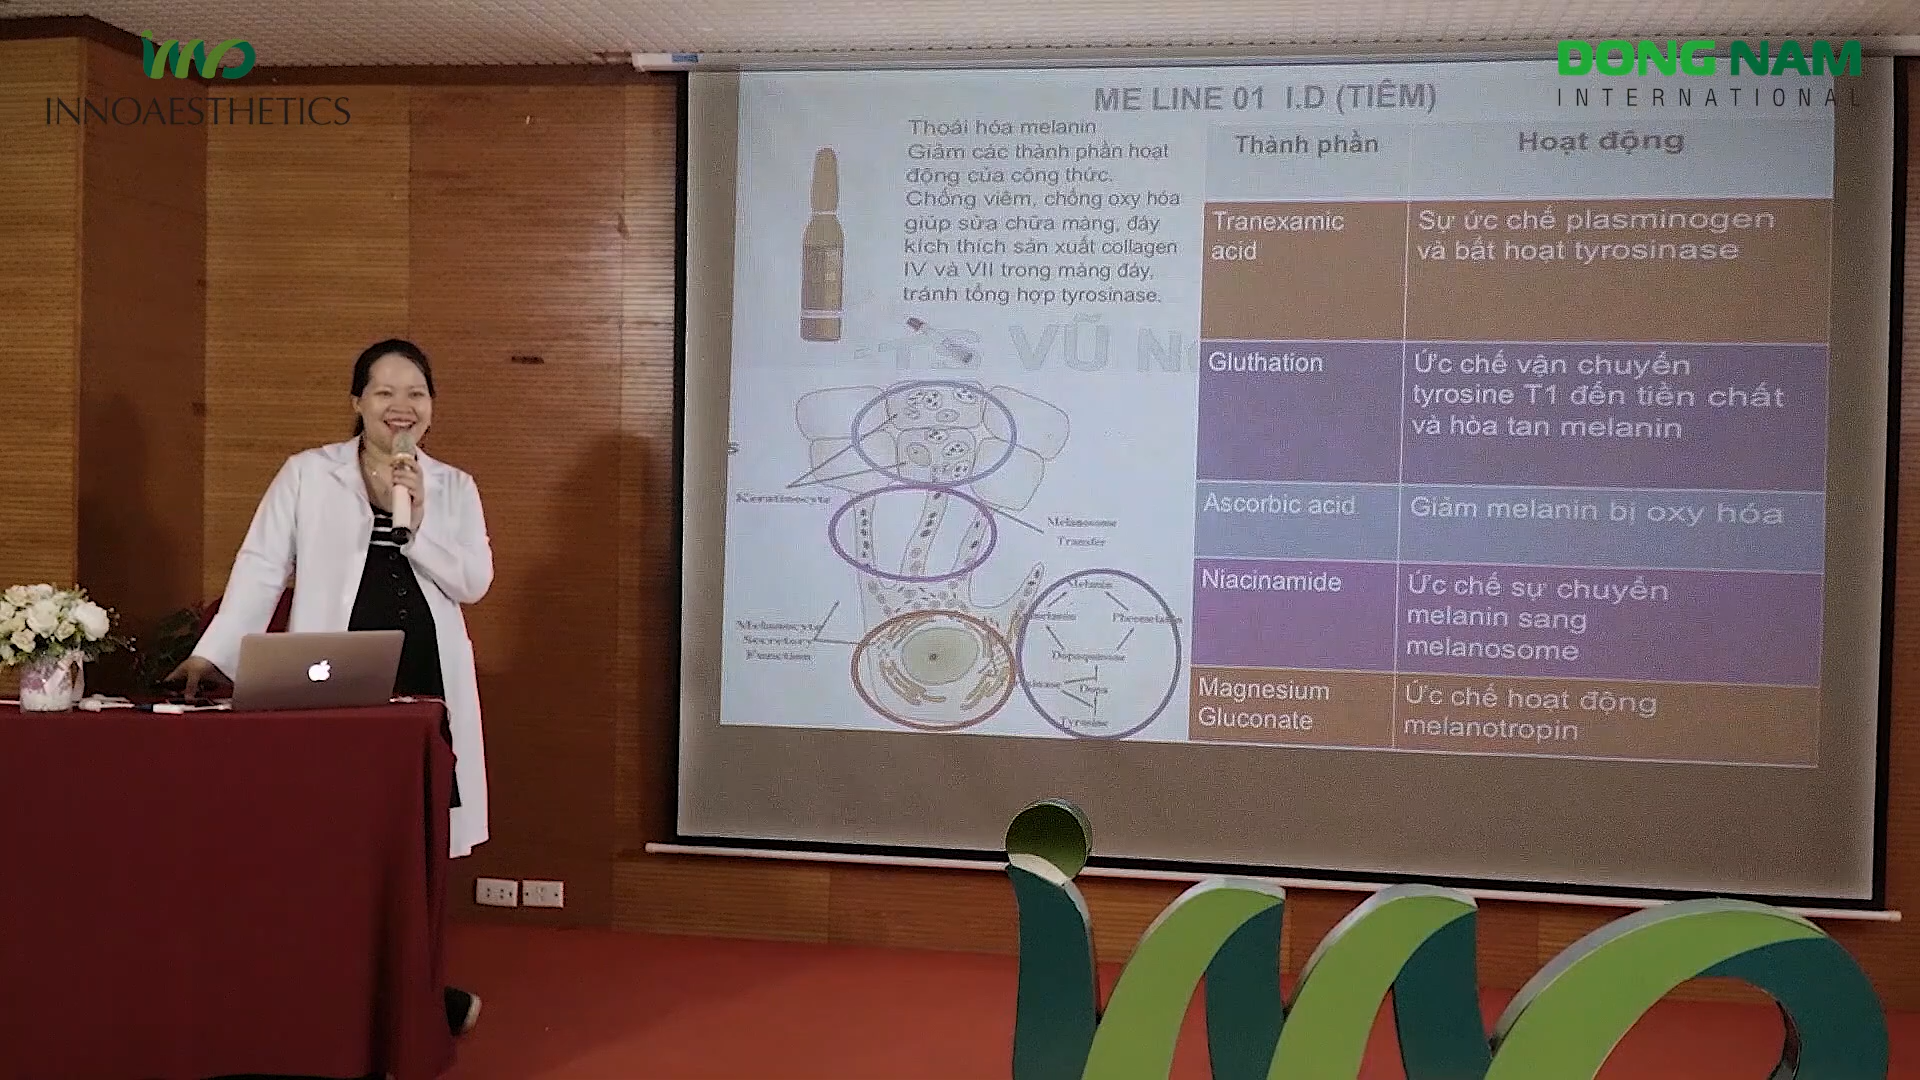 ino
INNOAESTHETICS
DONG NAM
INTERNATIONAL
ME LINE 01 I.D (TIÊM)
Thoái hóa melanin
Giảm các thành phần hoạt
động của công thức.
Chống viêm, chống oxy hóa
giúp sửa chữa màng, đáy
kích thích sản xuất collagen
IV và VII trong màng đáy,
tránh tổng hợp tyrosinase.
VŨ
Keratinocyte
Melanosome
Transfer
Melanocyte
Secretory
Function
Melanin
Dopaquinone
Dopa
Tyrosine
Thành phần
Hoạt động
Tranexamic
acid
Sự ức chế plasminogen
và bất hoạt tyrosinase
Gluthation
Ức chế vận chuyển
tyrosine T1 đến tiền chất
và hòa tan melanin
Ascorbic acid
Giảm melanin bị oxy hóa
Niacinamide
Ức chế sự chuyển
melanin sang
melanosome
Magnesium
Gluconate
Ức chế hoạt động
melanotropin